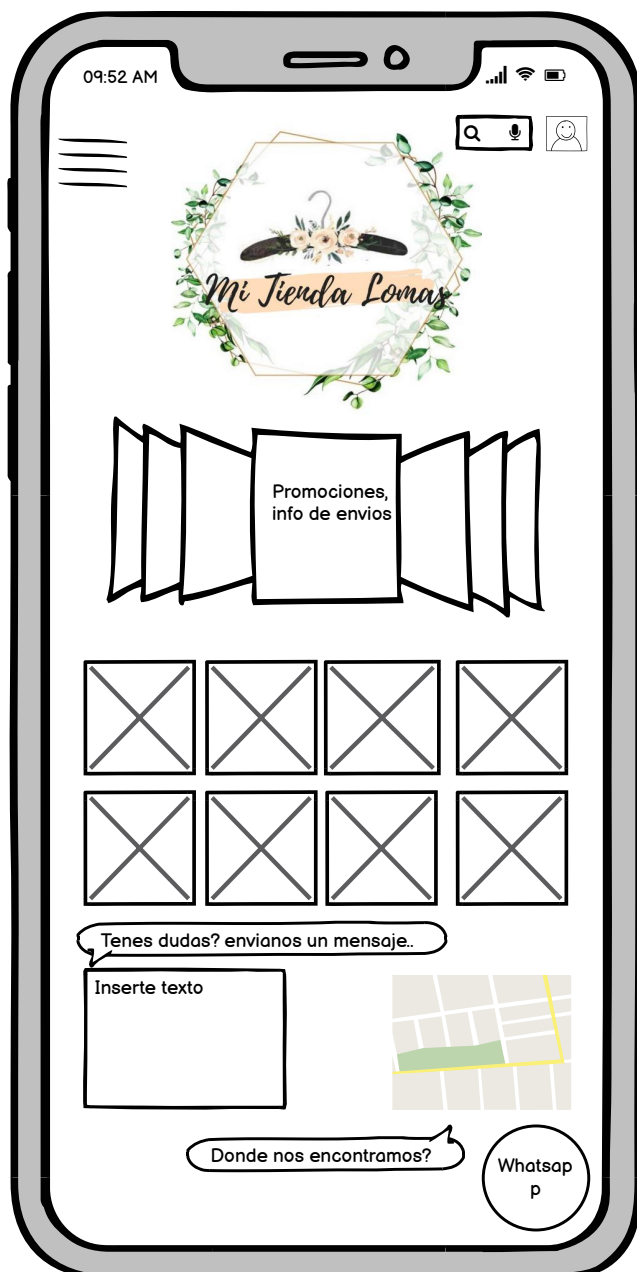 09:52 AM
Mi Tienda Lomas
Promociones,
info de envios
Tenes dudas? envianos un mensaje..
Inserte texto
Donde nos encontramos?
Whatsap
p